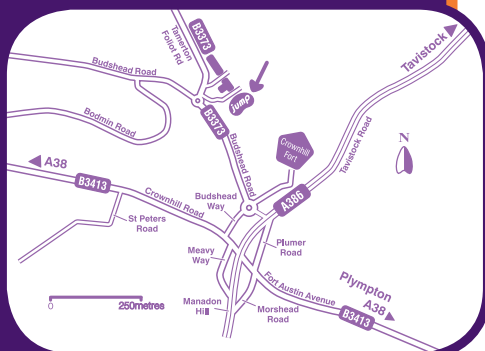 B3373
Tamerton
Foliot Rd
Tavistock
Budshead Road
jump
Bodmin Road
B3373
Budshead Road
Crownhill
Fort
Tavistock Road
N
A38
B3413
Crownhill Road
St Peters
Road
Budshead
Way
A386
Plumer
Road
Meavy
Way
Fort Austin Avenue
Plympton
A38
B3413
0
250metres
Manadon
Hill
Morshead
Road